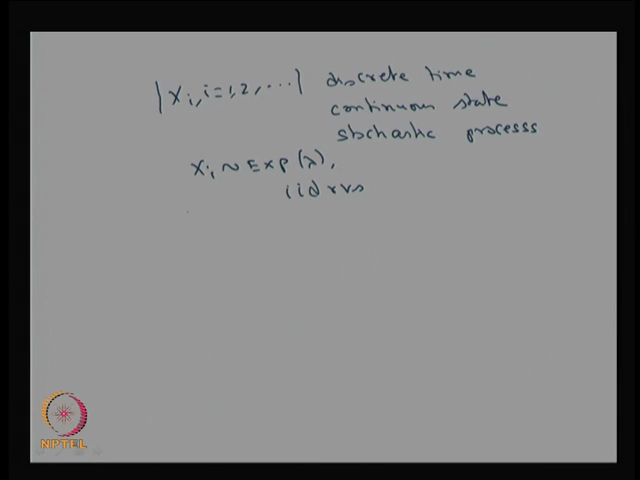 {Xi, i=1,2,...} discrete time
continuous state
stochastic processs
Xi ~ Exp(λ),
iid rvs
NPTEL